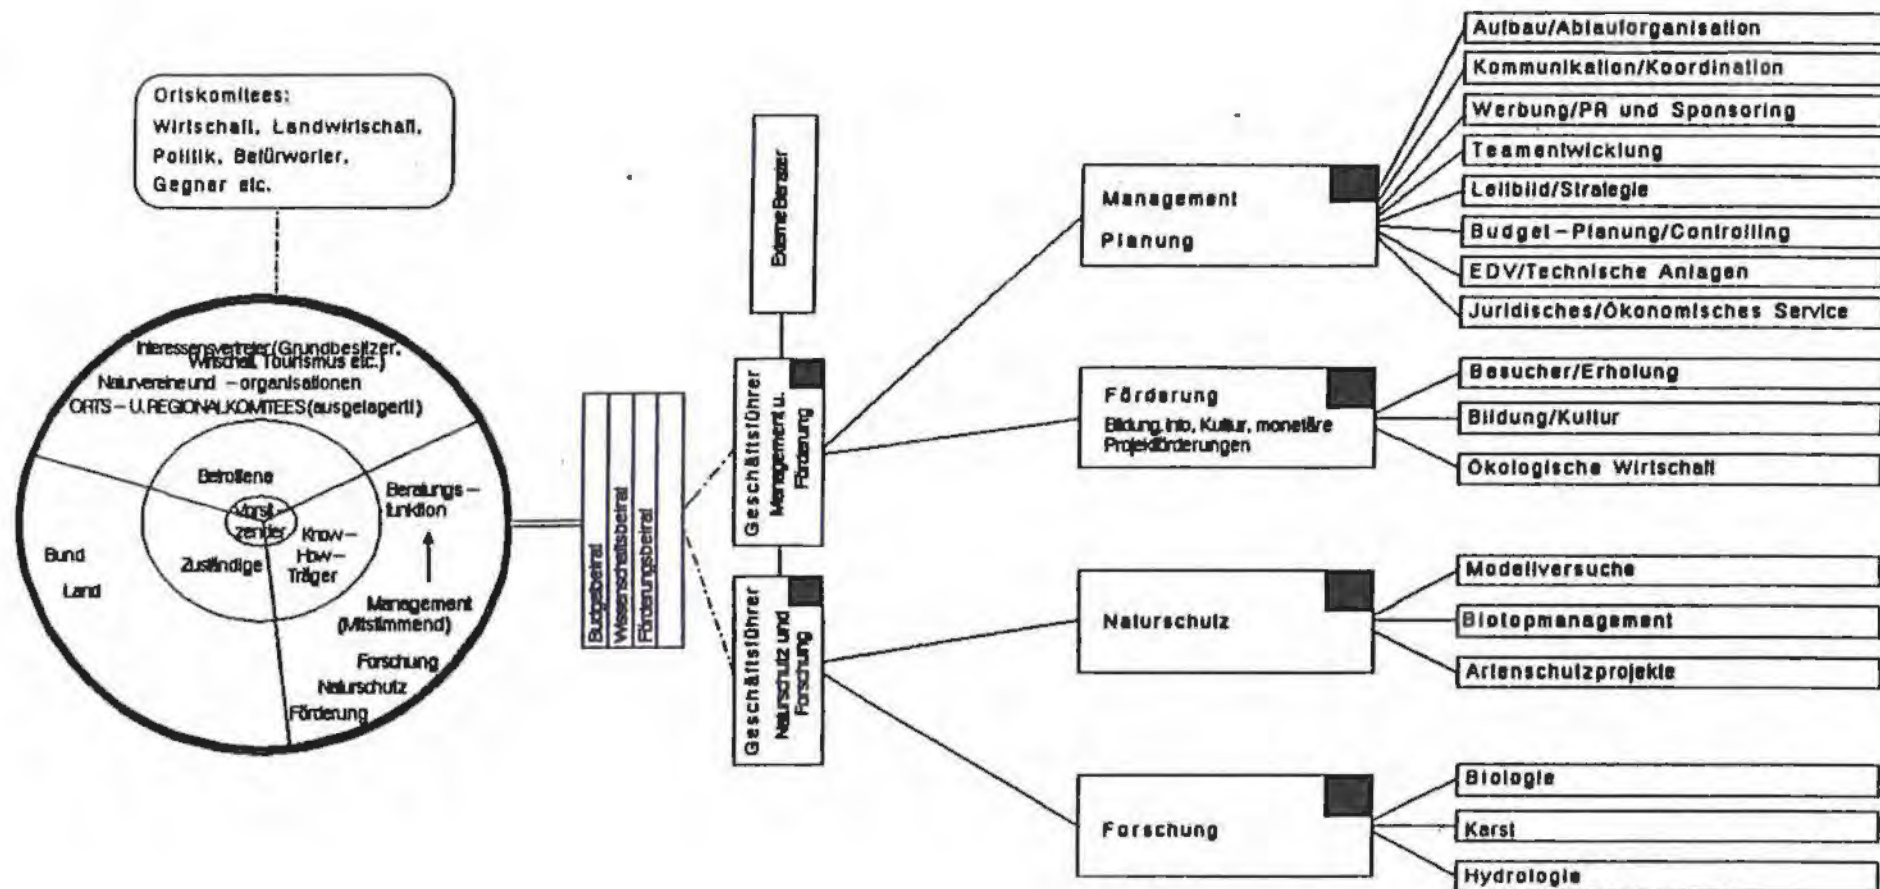 Ortskomitees:
Wirtschaft, Landwirtschaft,
Politik, Befürworter,
Gegner etc.
Interessensvertreter (Grundbesitzer,
Wirtschaft, Tourismus etc.)
Naturvereine und -organisationen
ORTS- U. REGIONALKOMITEES (ausgelagert!)
Betroffene
Vorsit-
zender
Zuständige
Know-
How-
Träger
Bund
Land
Beratungs-
funktion
Management
(Mitstimmend)
Forschung
Naturschutz
Förderung
Budgetbeirat
Wissenschaftsbeirat
Förderungsbeirat
Externe Berater
Geschäftsführer
Management u.
Förderung
Geschäftsführer
Naturschutz und
Forschung
Management
Planung
Aufbau/Ablauforganisation
Kommunikation/Koordination
Werbung/PR und Sponsoring
Teamentwicklung
Leitbild/Strategie
Budget-Planung/Controlling
EDV/Technische Anlagen
Juridisches/Ökonomisches Service
Förderung
Bildung, Info, Kultur, monetäre
Projektförderungen
Besucher/Erholung
Bildung/Kultur
Ökologische Wirtschaft
Naturschutz
Modellversuche
Biotopmanagement
Artenschutzprojekte
Forschung
Biologie
Karst
Hydrologie